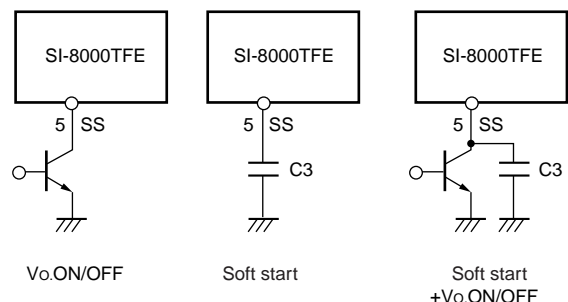 SI-8000TFE SI-8000TFE SI-8000TFE
5 SS 5 SS 5 SS
C3 C3
Vo.ON/OFF Soft start Soft start
+Vo.ON/OFF